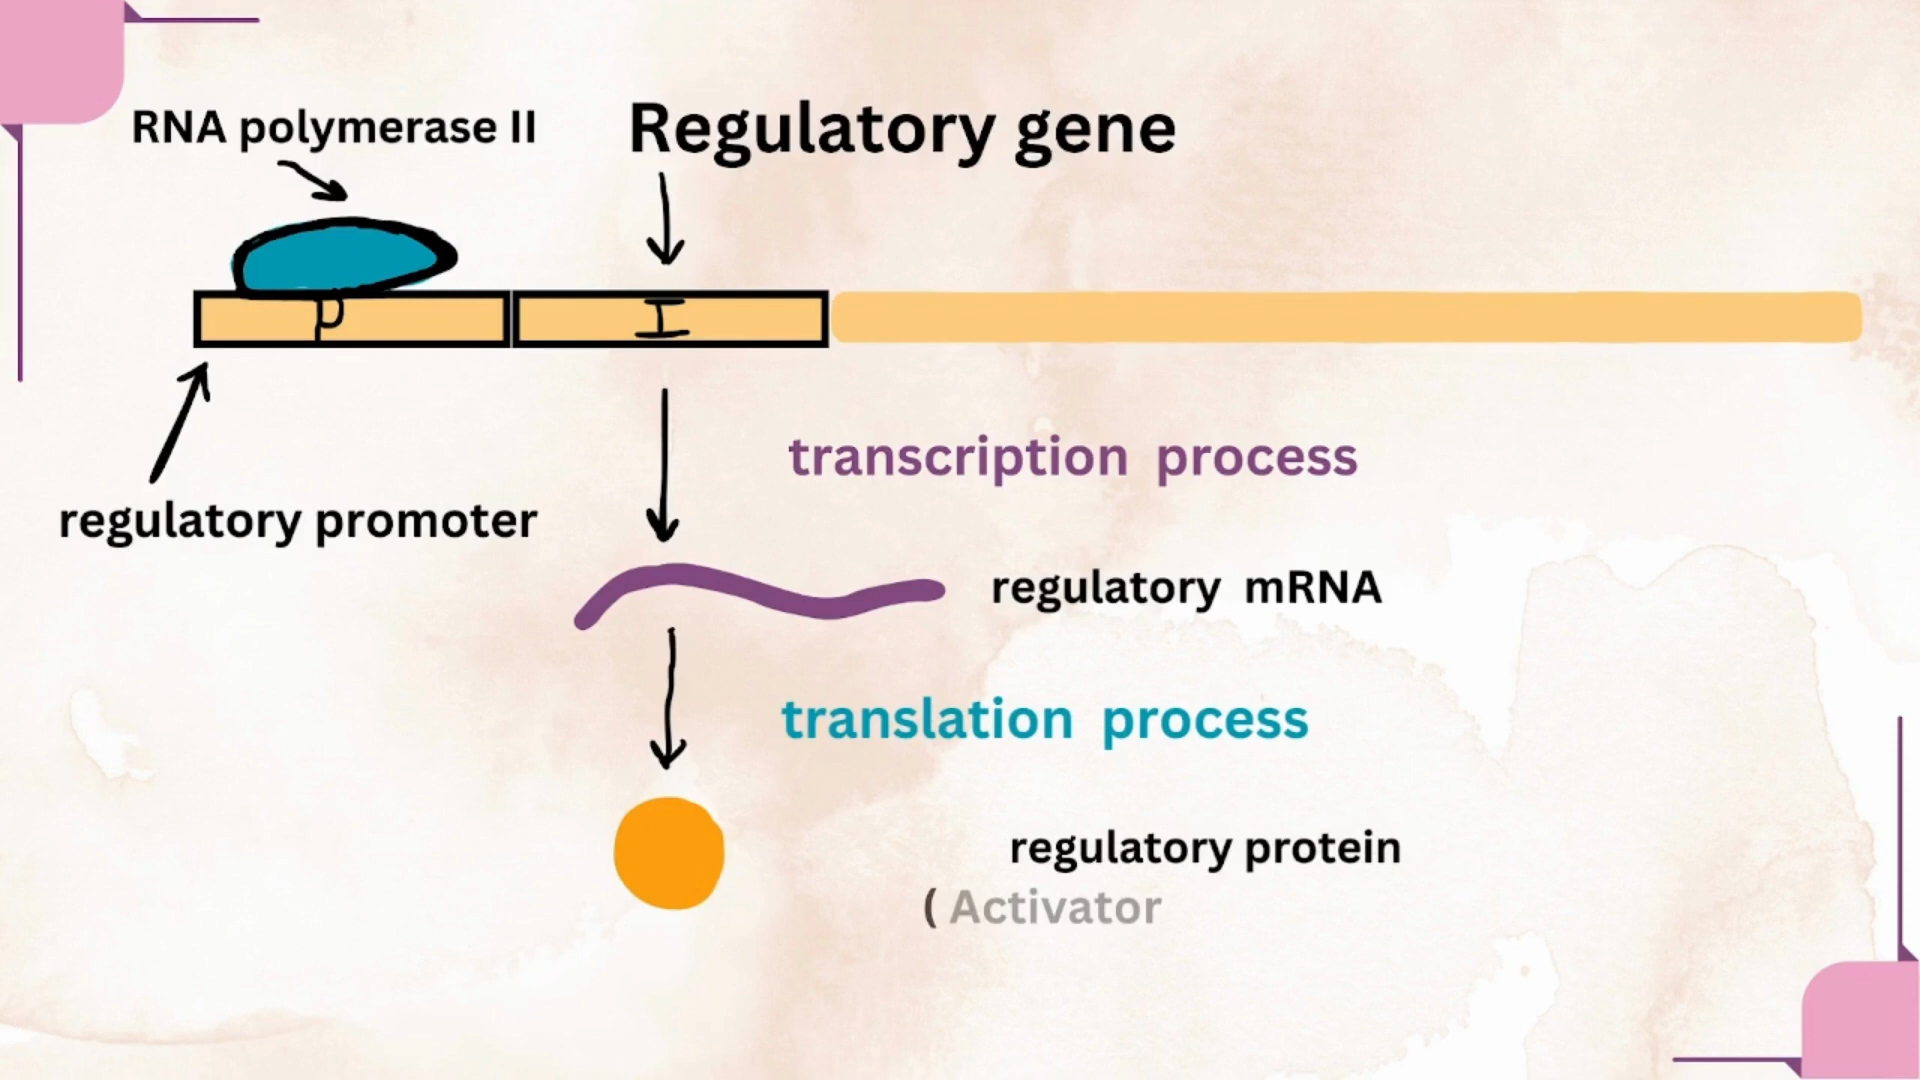 RNA polymerase II
Regulatory gene
P
I
regulatory promoter
transcription process
regulatory mRNA
translation process
regulatory protein
( Activator